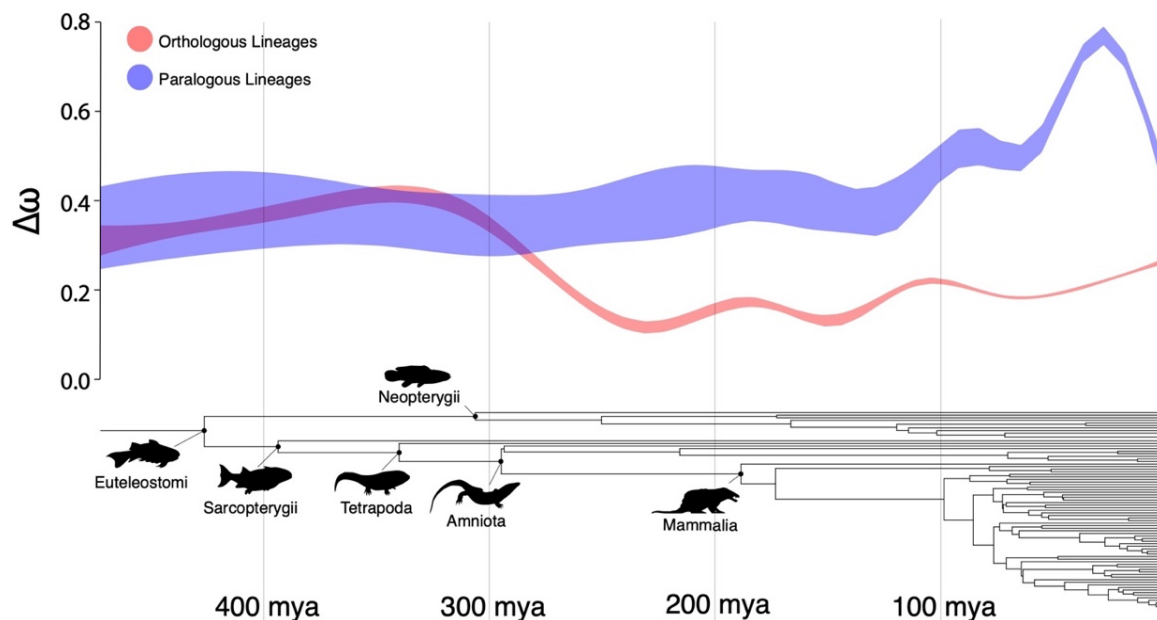 0.8
Orthologous Lineages
Paralogous Lineages
0.6
Δω
0.4
0.2
0.0
Neopterygii
Euteleostomi
Sarcopterygii
Tetrapoda
Amniota
Mammalia
400 mya
300 mya
200 mya
100 mya